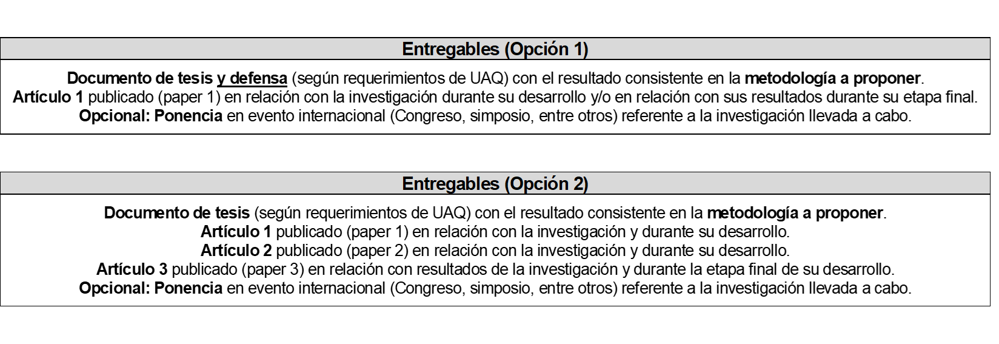 Entregables (Opción 1)
Documento de tesis y defensa (según requerimientos de UAQ) con el resultado consistente en la metodología a proponer.
Artículo 1 publicado (paper 1) en relación con la investigación durante su desarrollo y/o en relación con sus resultados durante su etapa final.
Opcional: Ponencia en evento internacional (Congreso, simposio, entre otros) referente a la investigación llevada a cabo.
Entregables (Opción 2)
Documento de tesis (según requerimientos de UAQ) con el resultado consistente en la metodología a proponer.
Artículo 1 publicado (paper 1) en relación con la investigación y durante su desarrollo.
Artículo 2 publicado (paper 2) en relación con la investigación y durante su desarrollo.
Artículo 3 publicado (paper 3) en relación con resultados de la investigación y durante la etapa final de su desarrollo.
Opcional: Ponencia en evento internacional (Congreso, simposio, entre otros) referente a la investigación llevada a cabo.